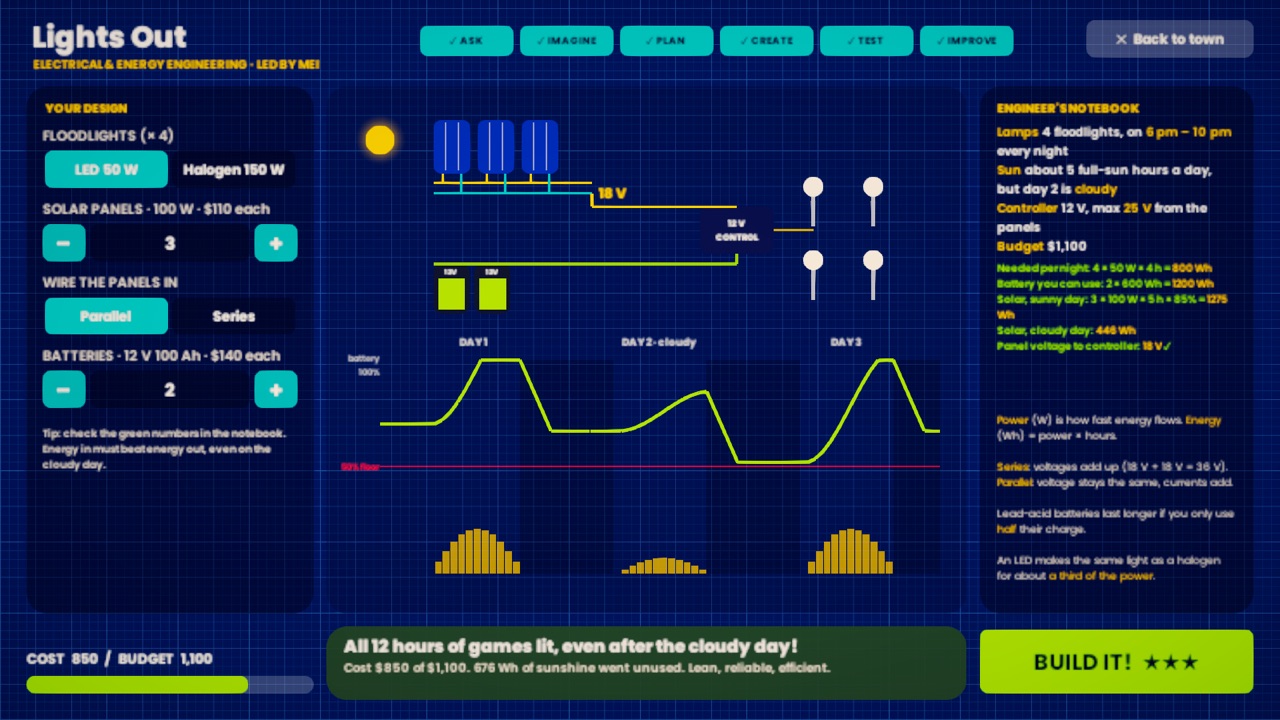 Lights Out
ELECTRICAL & ENERGY ENGINEERING · LED BY MEI
✓ ASK
✓ IMAGINE
✓ PLAN
✓ CREATE
✓ TEST
✓ IMPROVE
✕ Back to town
YOUR DESIGN
FLOODLIGHTS (× 4)
LED 50 W
Halogen 150 W
SOLAR PANELS · 100 W · $110 each
−
3
+
WIRE THE PANELS IN
Parallel
Series
BATTERIES · 12 V 100 Ah · $140 each
−
2
+
Tip: check the green numbers in the notebook.
Energy in must beat energy out, even on the
cloudy day.
COST 850 / BUDGET 1,100
18 V
12 V
CONTROL
12V
12V
DAY 1
DAY 2 · cloudy
DAY 3
battery
100%
50% floor
All 12 hours of games lit, even after the cloudy day!
Cost $850 of $1,100. 676 Wh of sunshine went unused. Lean, reliable, efficient.
ENGINEER'S NOTEBOOK
Lamps 4 floodlights, on 6 pm – 10 pm
every night
Sun about 5 full-sun hours a day,
but day 2 is cloudy
Controller 12 V, max 25 V from the
panels
Budget $1,100
Needed per night: 4 × 50 W × 4 h = 800 Wh
Battery you can use: 2 × 600 Wh = 1200 Wh
Solar, sunny day: 3 × 100 W × 5 h × 85% = 1275
Wh
Solar, cloudy day: 446 Wh
Panel voltage to controller: 18 V ✓
Power (W) is how fast energy flows. Energy
(Wh) = power × hours.
Series: voltages add up (18 V + 18 V = 36 V).
Parallel: voltage stays the same, currents add.
Lead-acid batteries last longer if you only use
half their charge.
An LED makes the same light as a halogen
for about a third of the power.
BUILD IT! ★★★